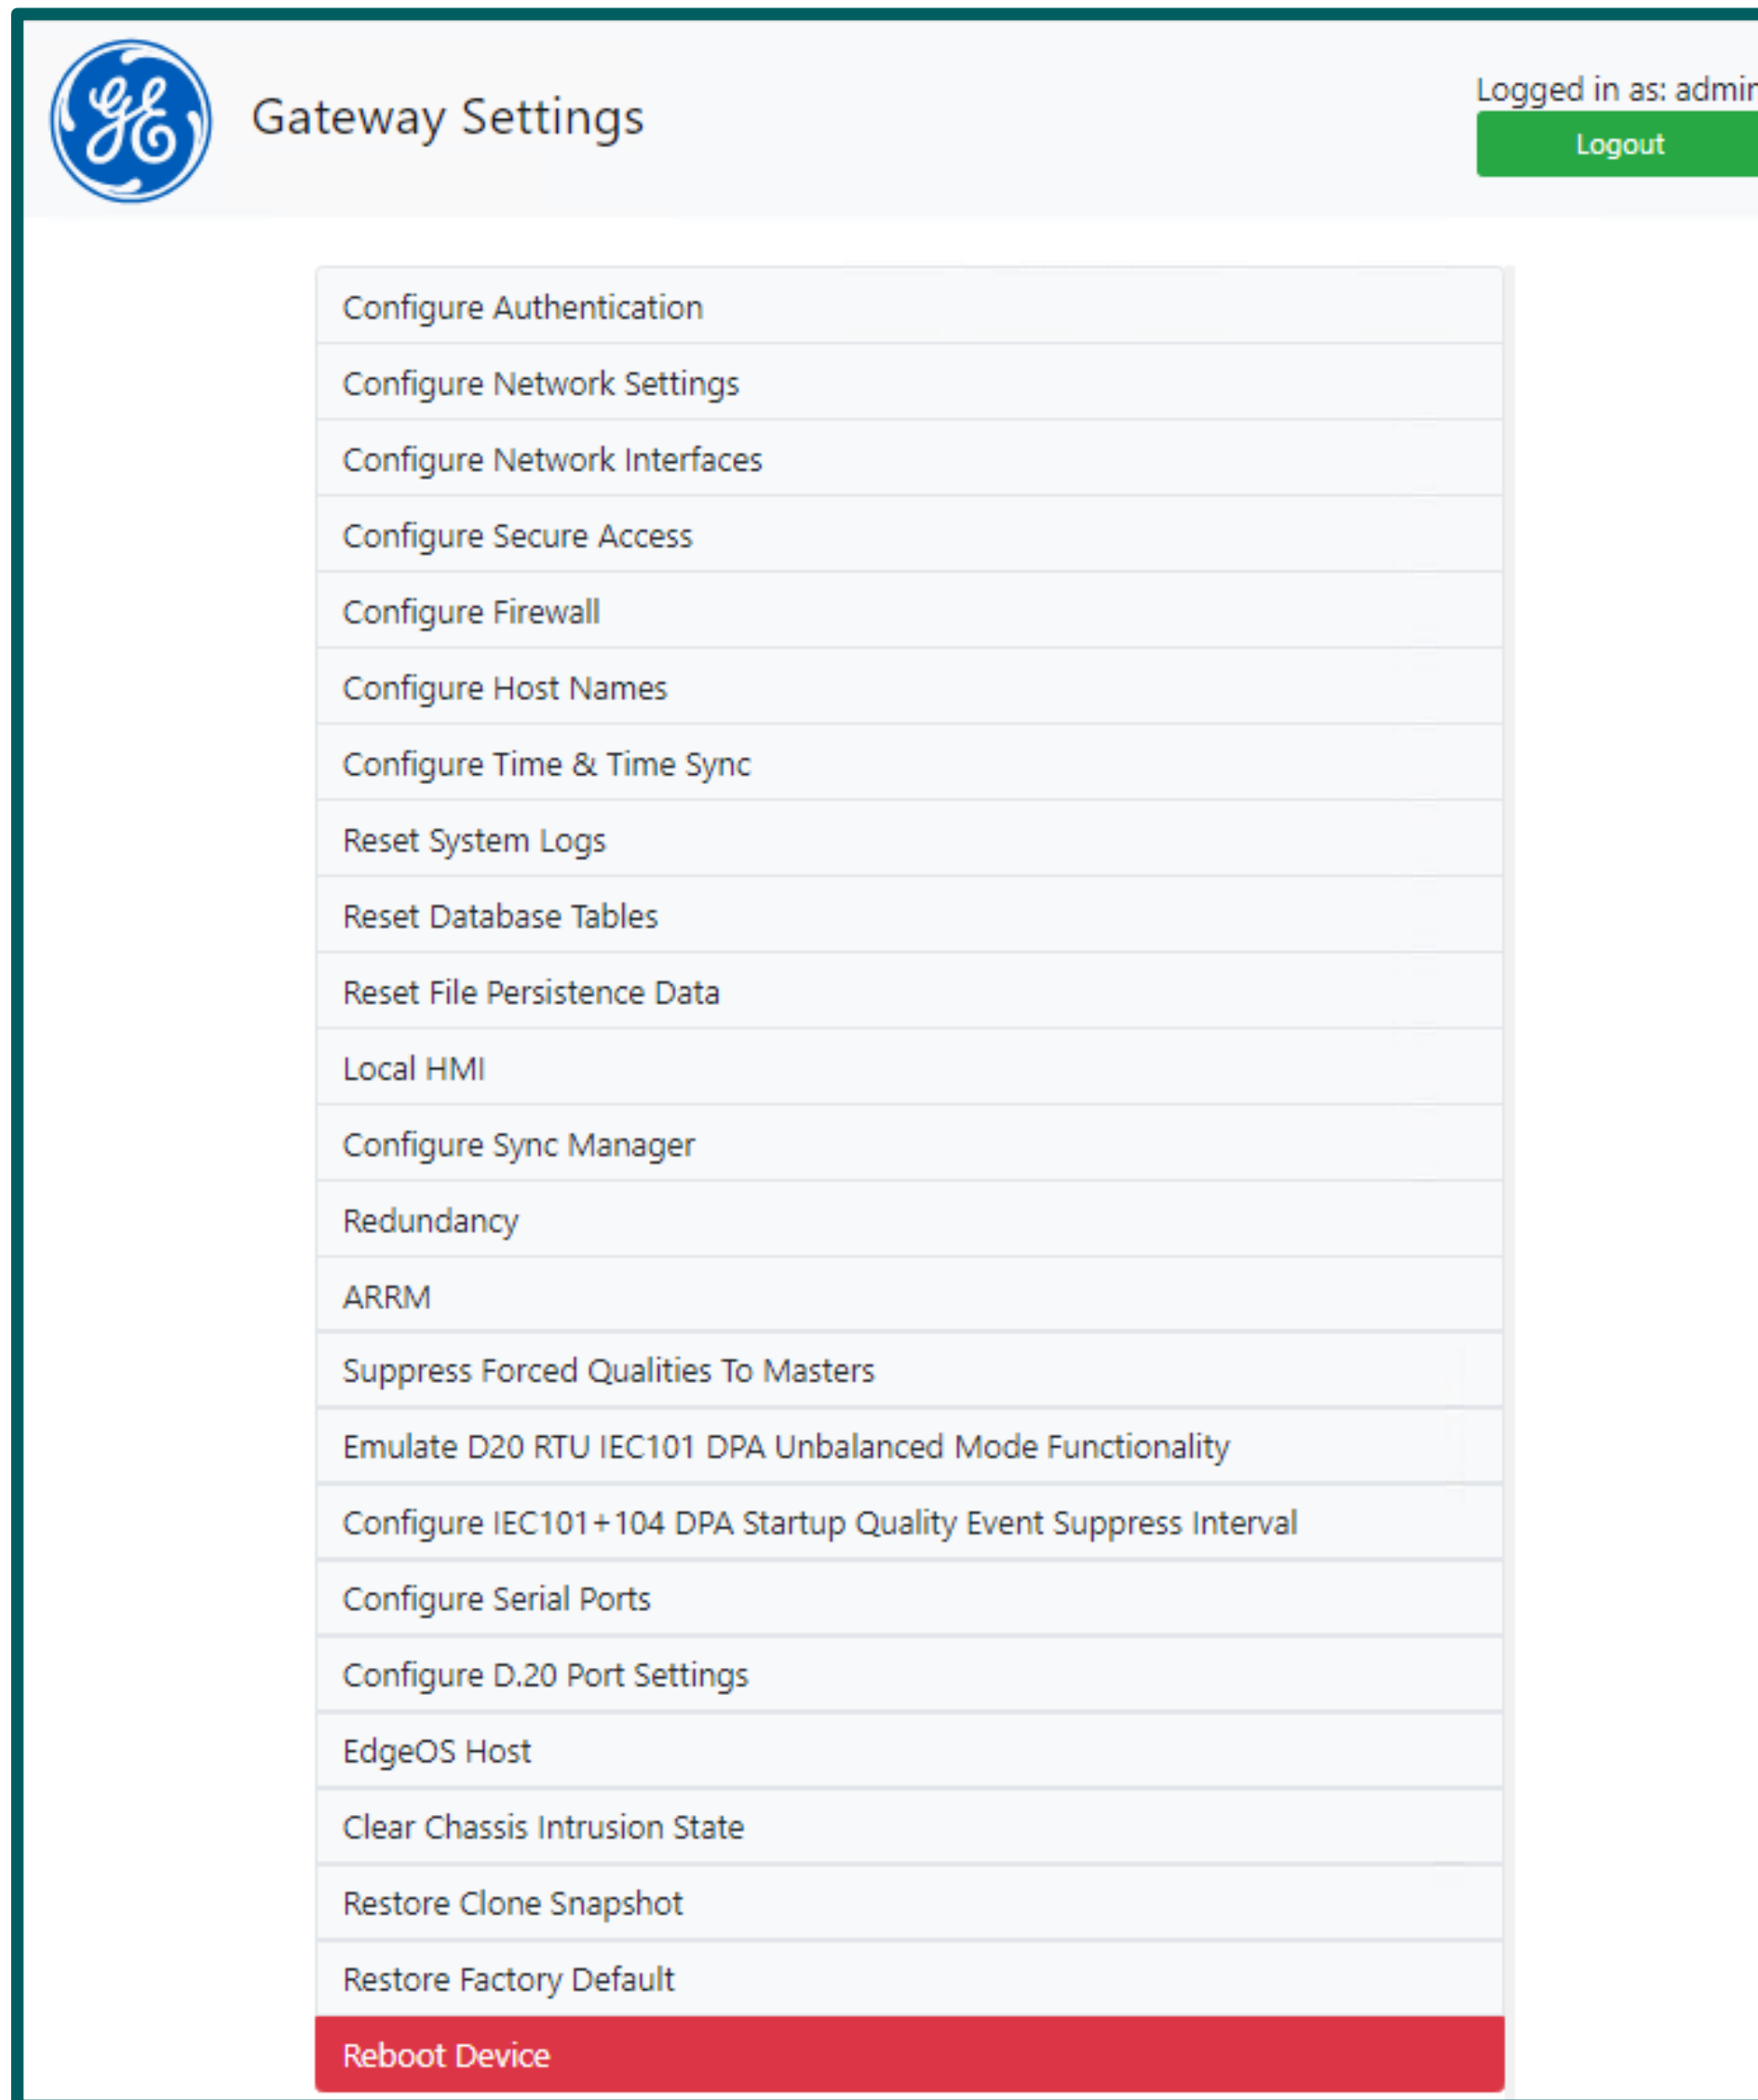 GE
Gateway Settings
Logged in as: admin
Logout
Configure Authentication
Configure Network Settings
Configure Network Interfaces
Configure Secure Access
Configure Firewall
Configure Host Names
Configure Time & Time Sync
Reset System Logs
Reset Database Tables
Reset File Persistence Data
Local HMI
Configure Sync Manager
Redundancy
ARRM
Suppress Forced Qualities To Masters
Emulate D20 RTU IEC101 DPA Unbalanced Mode Functionality
Configure IEC101+104 DPA Startup Quality Event Suppress Interval
Configure Serial Ports
Configure D.20 Port Settings
EdgeOS Host
Clear Chassis Intrusion State
Restore Clone Snapshot
Restore Factory Default
Reboot Device